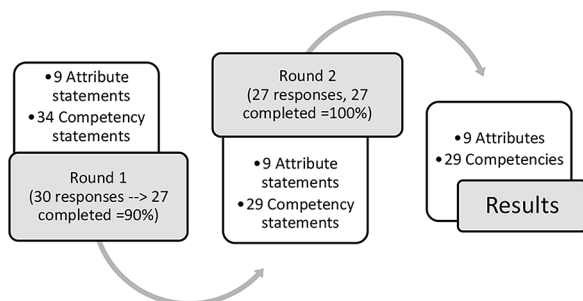 •9 Attribute
statements
•34 Competency
statements
Round 1
(30 responses --> 27
completed =90%)
Round 2
(27 responses, 27
completed =100%)
•9 Attribute
statements
•29 Competency
statements
•9 Attributes
•29 Competencies
Results